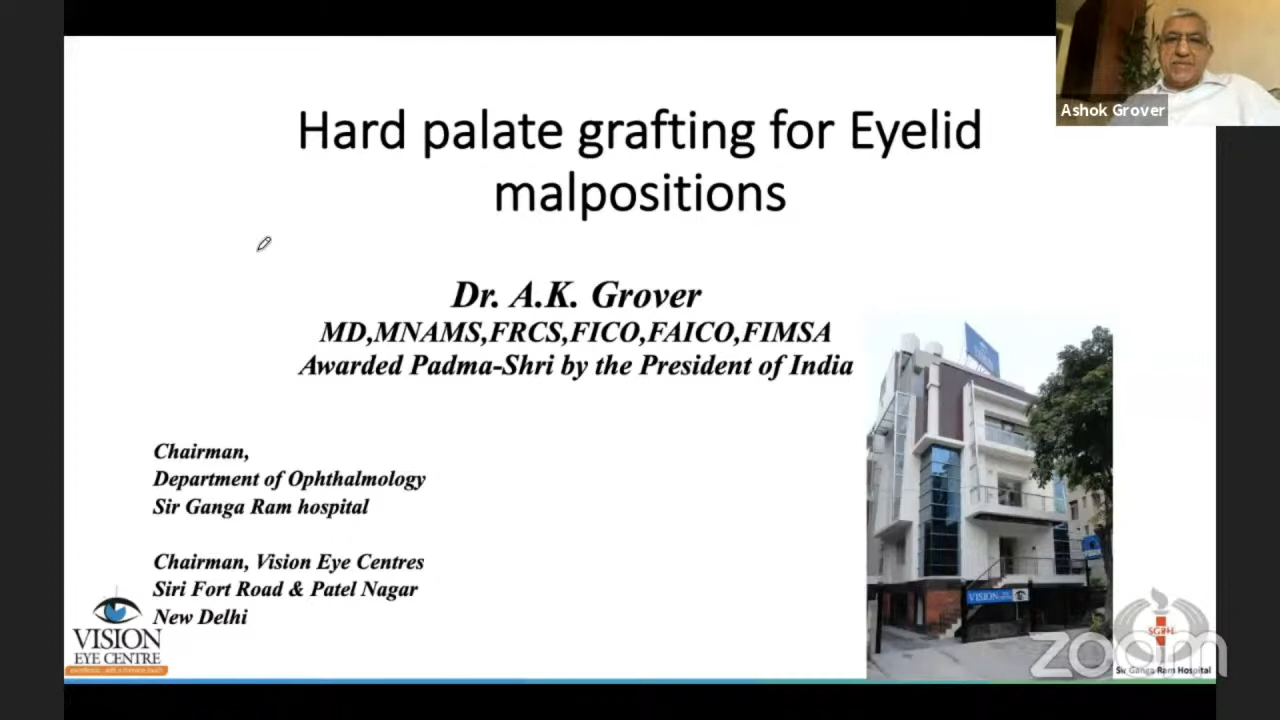 Ashok Grover
Hard palate grafting for Eyelid
malpositions
Dr. A.K. Grover
MD,MNAMS,FRCS,FICO,FAICO,FIMSA
Awarded Padma-Shri by the President of India
Chairman,
Department of Ophthalmology
Sir Ganga Ram hospital
Chairman, Vision Eye Centres
Siri Fort Road & Patel Nagar
New Delhi
VISION
EYE CENTRE
VISION
SGRH
zoom
Sir Ganga Ram Hospital